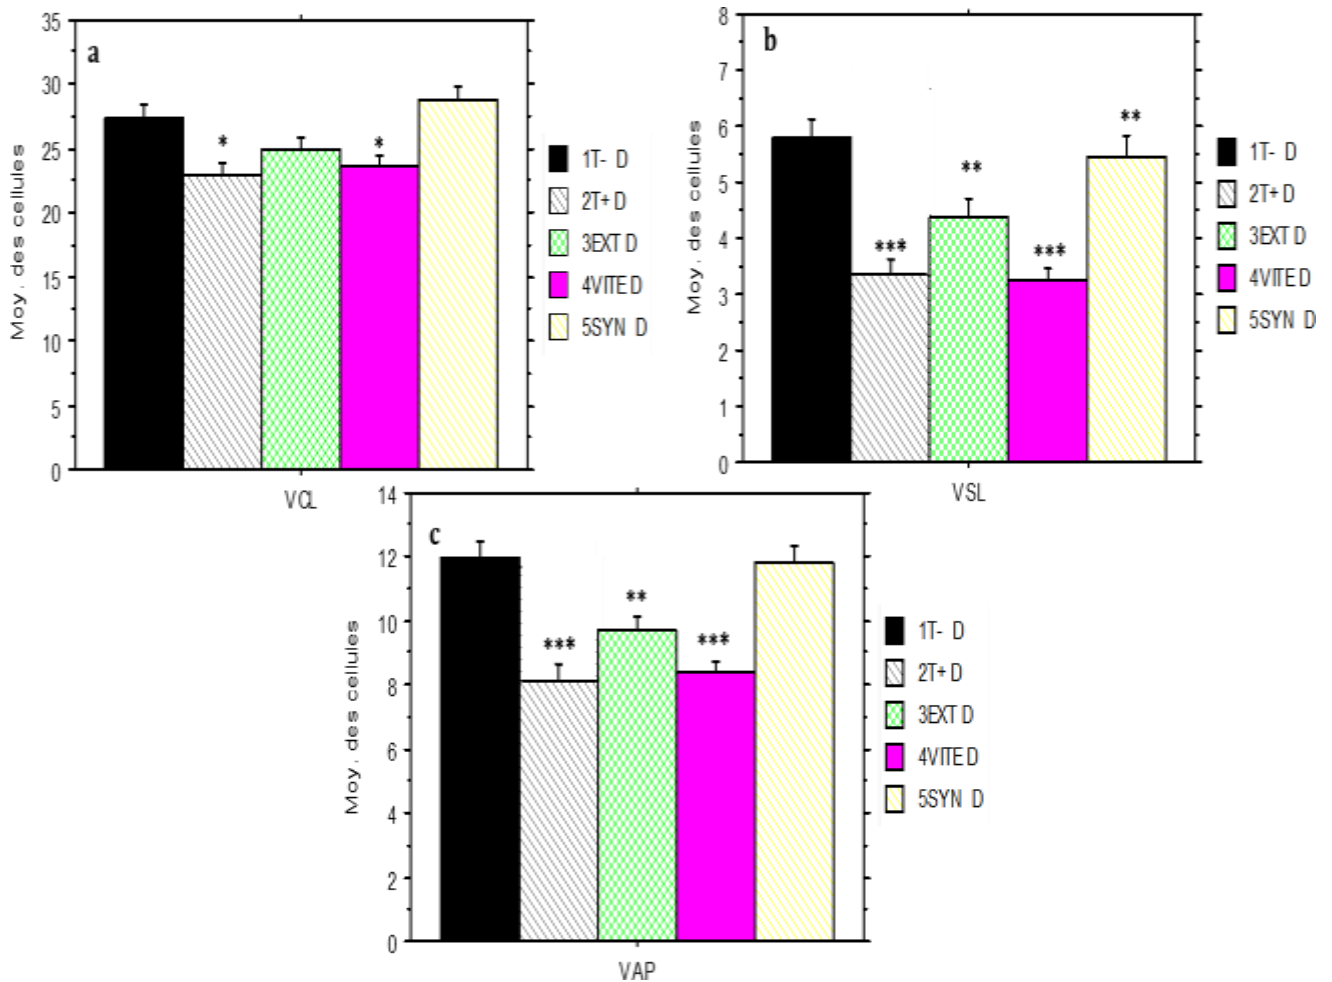 a
35
30
25
20
15
10
5
0
Moy. des cellules
*
*
VCL
1T- D
2T+ D
3EXT D
4VITE D
5SYN D
b
8
7
6
5
4
3
2
1
0
Moy. des cellules
***
**
***
**
VSL
1T- D
2T+ D
3EXT D
4VITE D
5SYN D
c
14
12
10
8
6
4
2
0
Moy. des cellules
***
**
***
VAP
1T- D
2T+ D
3EXT D
4VITE D
5SYN D